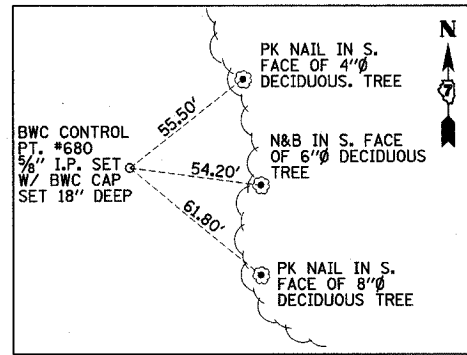 N
7
PK NAIL IN S.
FACE OF 4"Ø
DECIDUOUS. TREE
55.50'
BWC CONTROL
PT. #680
5/8" I.P. SET
W/ BWC CAP
SET 18" DEEP
54.20'
N&B IN S. FACE
OF 6"Ø DECIDUOUS
TREE
61.80'
PK NAIL IN S.
FACE OF 8"Ø
DECIDUOUS TREE